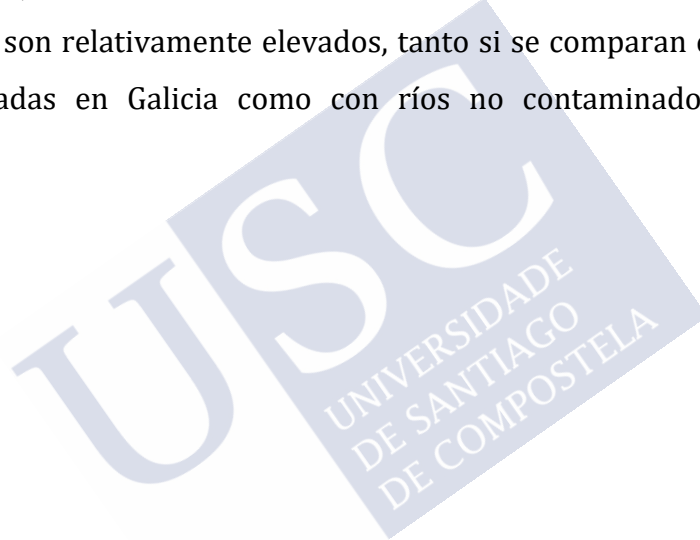 son relativamente elevados, tanto si se comparan
adas en Galicia como con ríos no contaminado
USC
UNIVERSIDADE
DE SANTIAGO
DE COMPOSTELA